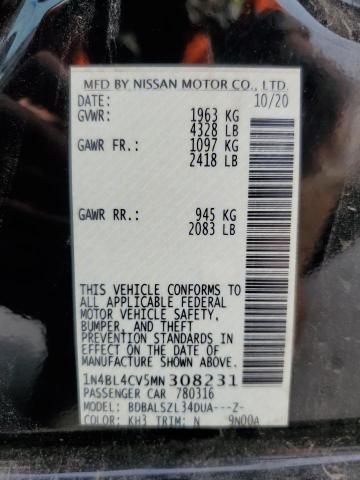 MFD BY NISSAN MOTOR CO., LTD.
DATE: 10/20
GVWR: 1963 KG
4328 LB
GAWR FR.: 1097 KG
2418 LB
GAWR RR.: 945 KG
2083 LB
THIS VEHICLE CONFORMS TO
ALL APPLICABLE FEDERAL
MOTOR VEHICLE SAFETY,
BUMPER, AND THEFT
PREVENTION STANDARDS IN
EFFECT ON THE DATE OF
MANUFACTURE SHOWN ABOVE.
1N4BL4CV5MN308231
PASSENGER CAR 780316
MODEL: BDBALSZL34DUA---Z-
COLOR: KH3 TRIM: N 9N00A